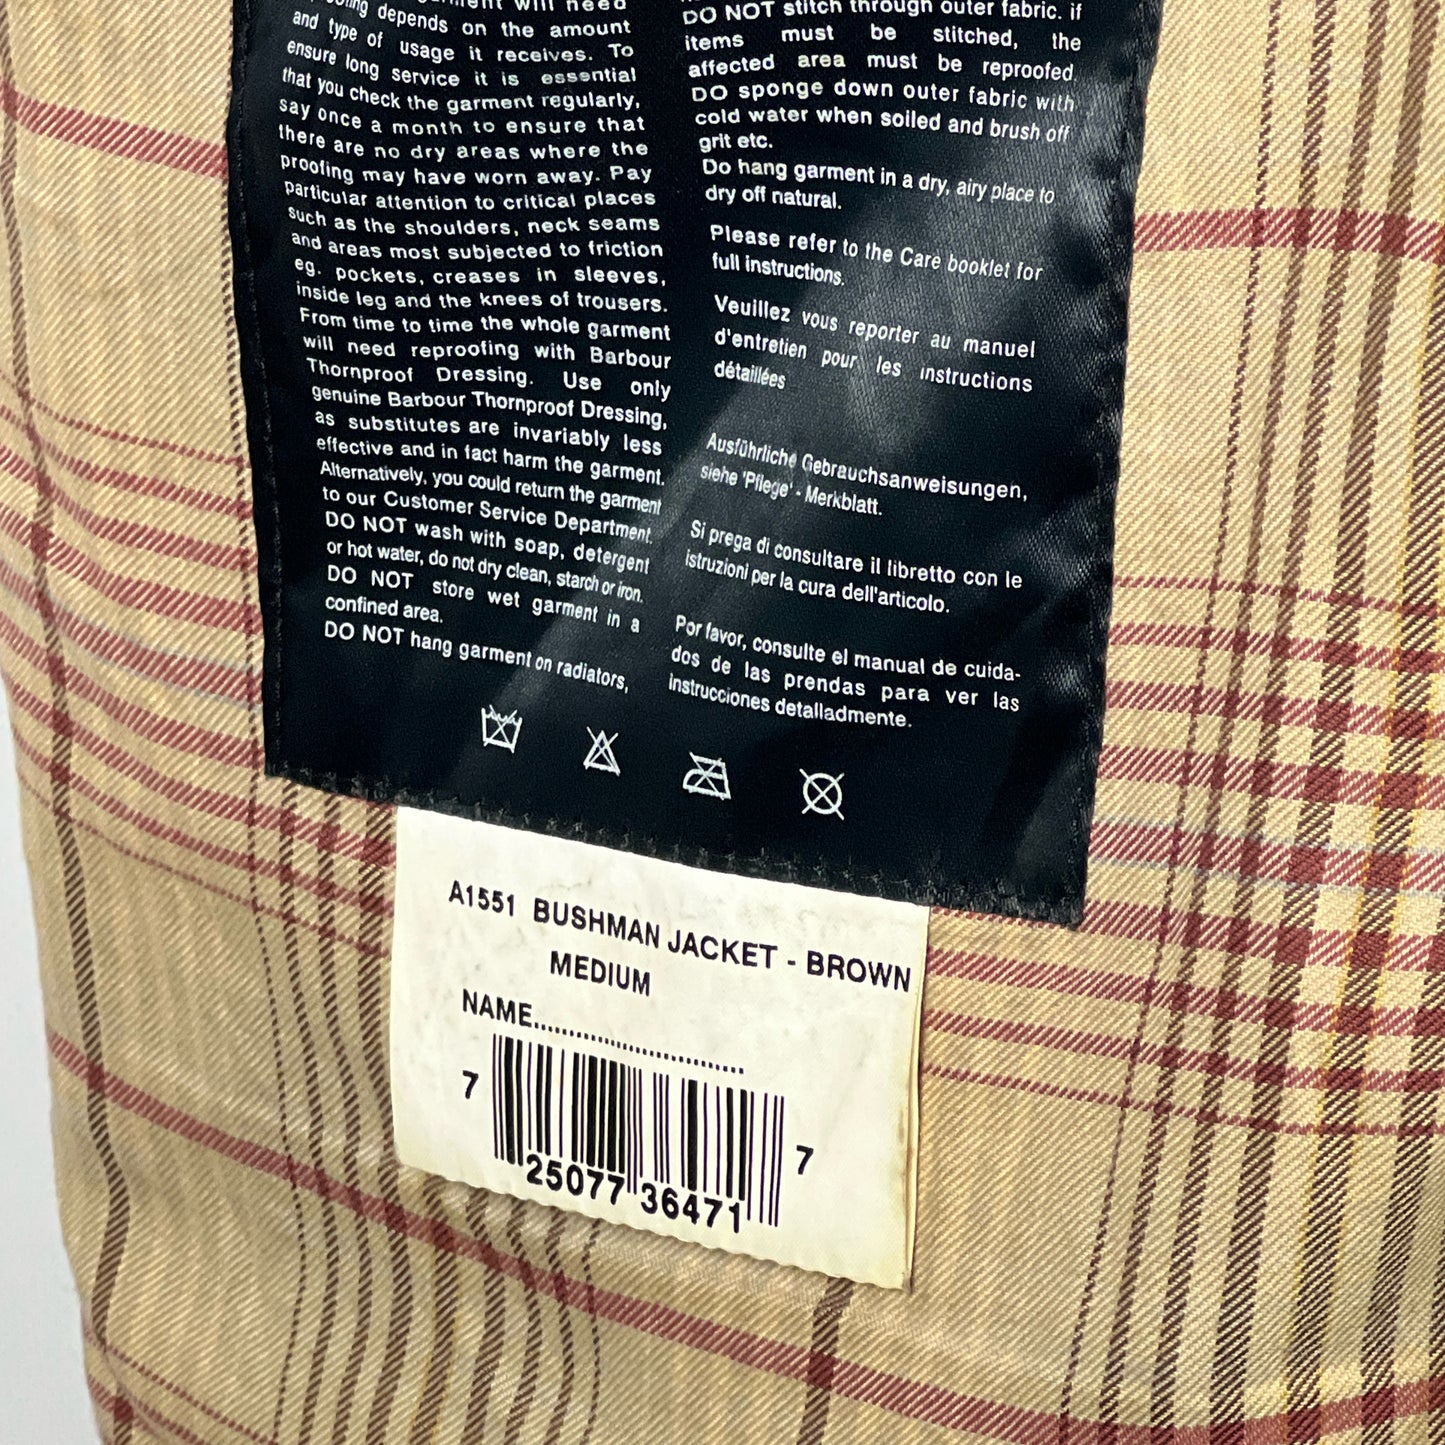 garment will need
depends on the amount
and type of usage it receives. To
ensure long service it is essential
that you check the garment regularly,
say once a month to ensure that
there are no dry areas where the
proofing may have worn away. Pay
particular attention to critical places
such as the shoulders, neck seams
and areas most subjected to friction
eg. pockets, creases in sleeves,
inside leg and the knees of trousers.
From time to time the whole garment
will need reproofing with Barbour
Thornproof Dressing. Use only
genuine Barbour Thornproof Dressing,
as substitutes are invariably less
effective and in fact harm the garment.
Alternatively, you could return the garment
to our Customer Service Department.
DO NOT wash with soap, detergent
or hot water, do not dry clean, starch or iron.
DO NOT store wet garment in a
confined area.
DO NOT hang garment on radiators,
DO NOT stitch through outer fabric. if
items must be stitched, the
affected area must be reproofed.
DO sponge down outer fabric with
cold water when soiled and brush off
grit etc.
Do hang garment in a dry, airy place to
dry off natural.
Please refer to the Care booklet for
full instructions.
Veuillez vous reporter au manuel
d'entretien pour les instructions
détaillées
Ausführliche Gebrauchsanweisungen,
siehe 'Pflege' - Merkblatt.
Si prega di consultare il libretto con le
istruzioni per la cura dell'articolo.
Por favor, consulte el manual de cuida-
dos de las prendas para ver las
instrucciones detalladmente.
A1551 BUSHMAN JACKET - BROWN
MEDIUM
NAME..............................
7 25077 36471 7